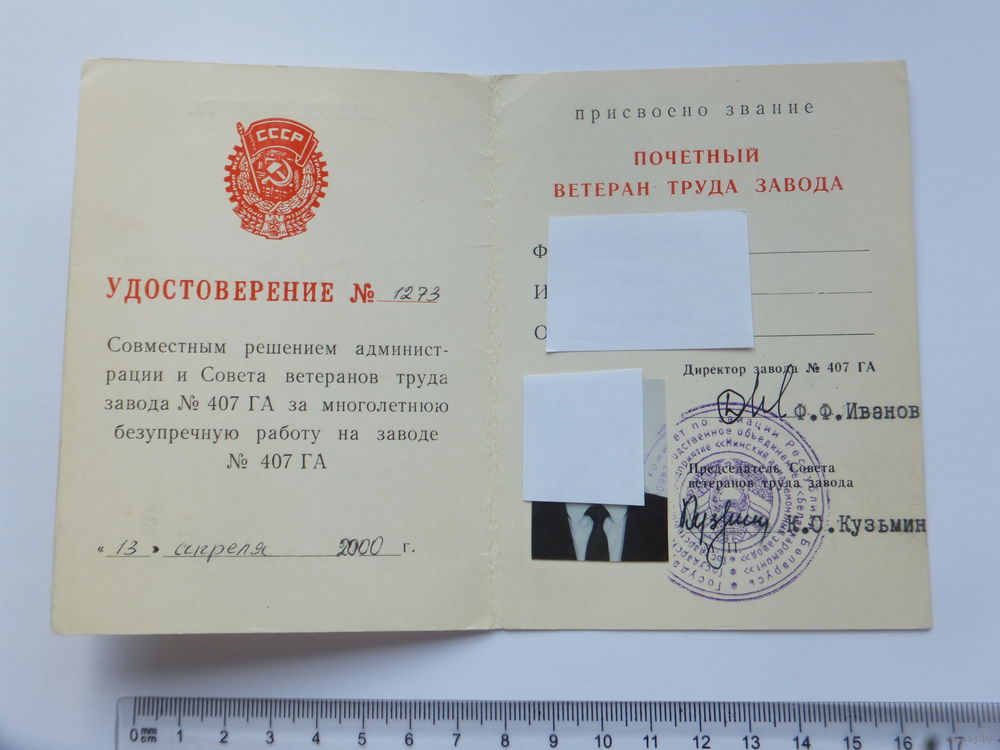 СССР
УДОСТОВЕРЕНИЕ № 1273
Совместным решением админист-
рации и Совета ветеранов труда
завода № 407 ГА за многолетнюю
безупречную работу на заводе
№ 407 ГА
« 13 » апреля 2000 г.
присвоено звание
ПОЧЕТНЫЙ
ВЕТЕРАН ТРУДА ЗАВОДА
Ф
И
О
Директор завода № 407 ГА
Ф.Ф.Иванов
Председатель Совета
ветеранов труда завода
К.С.Кузьмин
0 mm cm 1 2 3 4 5 6 7 8 9 10 11 12 13 14 15 16